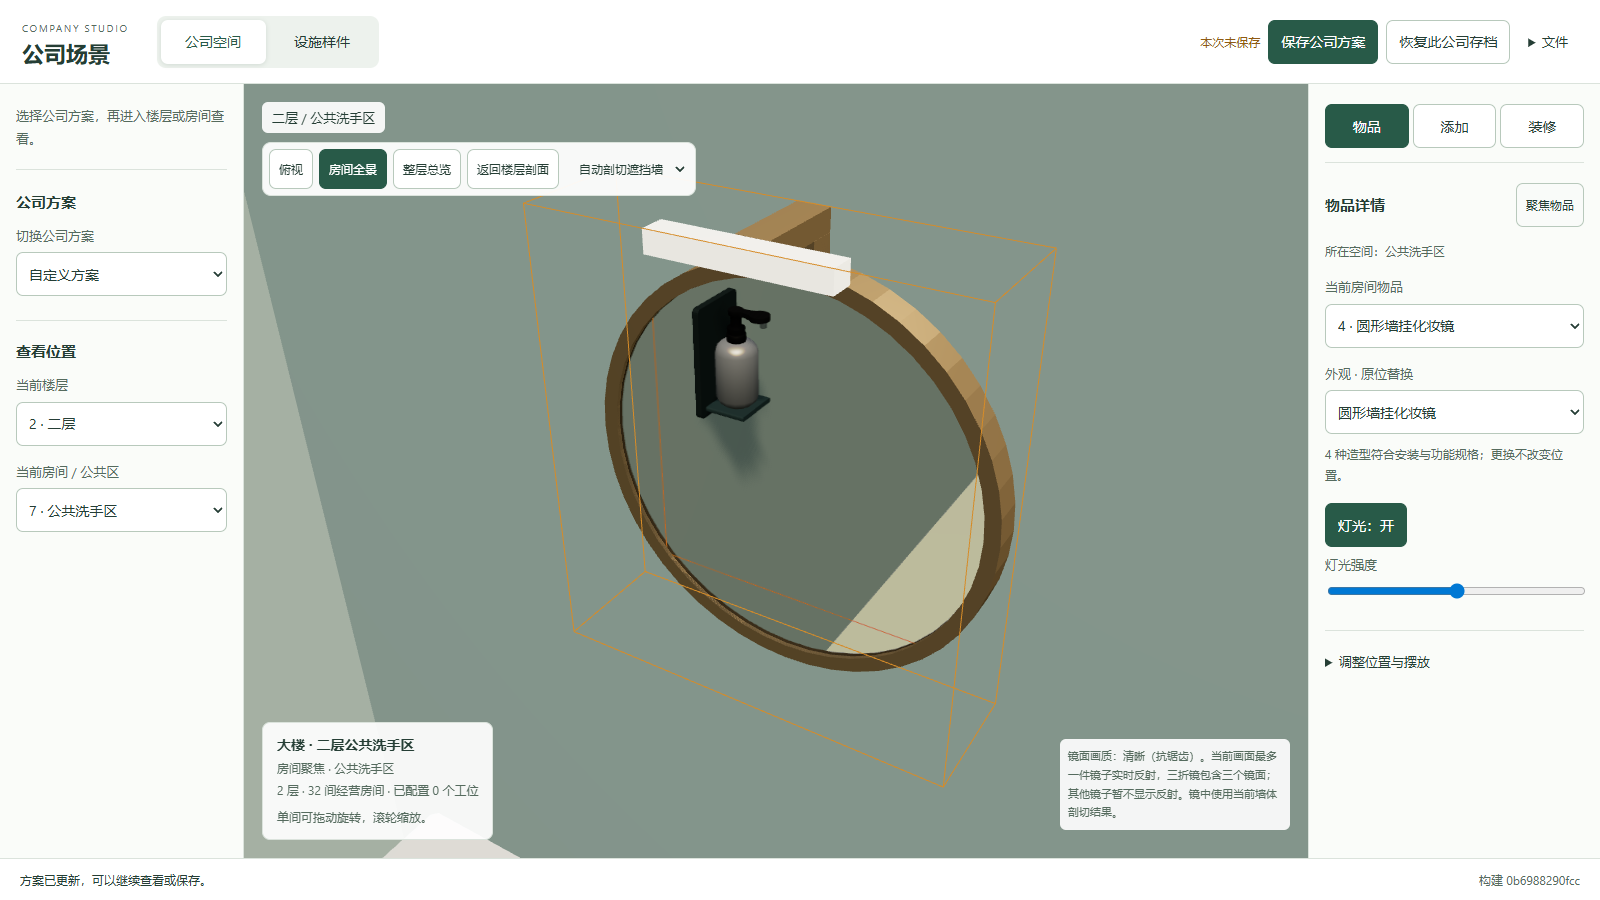 COMPANY STUDIO
公司场景
公司空间
设施样件
本次未保存
保存公司方案
恢复此公司存档
文件
选择公司方案，再进入楼层或房间查
看。
公司方案
切换公司方案
自定义方案
查看位置
当前楼层
2 · 二层
当前房间 / 公共区
7 · 公共洗手区
二层 / 公共洗手区
俯视
房间全景
整层总览
返回楼层剖面
自动剖切遮挡墙
大楼 · 二层公共洗手区
房间聚焦 · 公共洗手区
2 层 · 32 间经营房间 · 已配置 0 个工位
单间可拖动旋转，滚轮缩放。
镜面画质：清晰（抗锯齿）。当前画面最多
一件镜子实时反射，三折镜包含三个镜面；
其他镜子暂不显示反射。镜中使用当前墙体
剖切结果。
物品
添加
装修
物品详情
聚焦物品
所在空间：公共洗手区
当前房间物品
4 · 圆形墙挂化妆镜
外观 · 原位替换
圆形墙挂化妆镜
4 种造型符合安装与功能规格；更换不改变位
置。
灯光：开
灯光强度
调整位置与摆放
方案已更新，可以继续查看或保存。
构建 0b6988290fcc